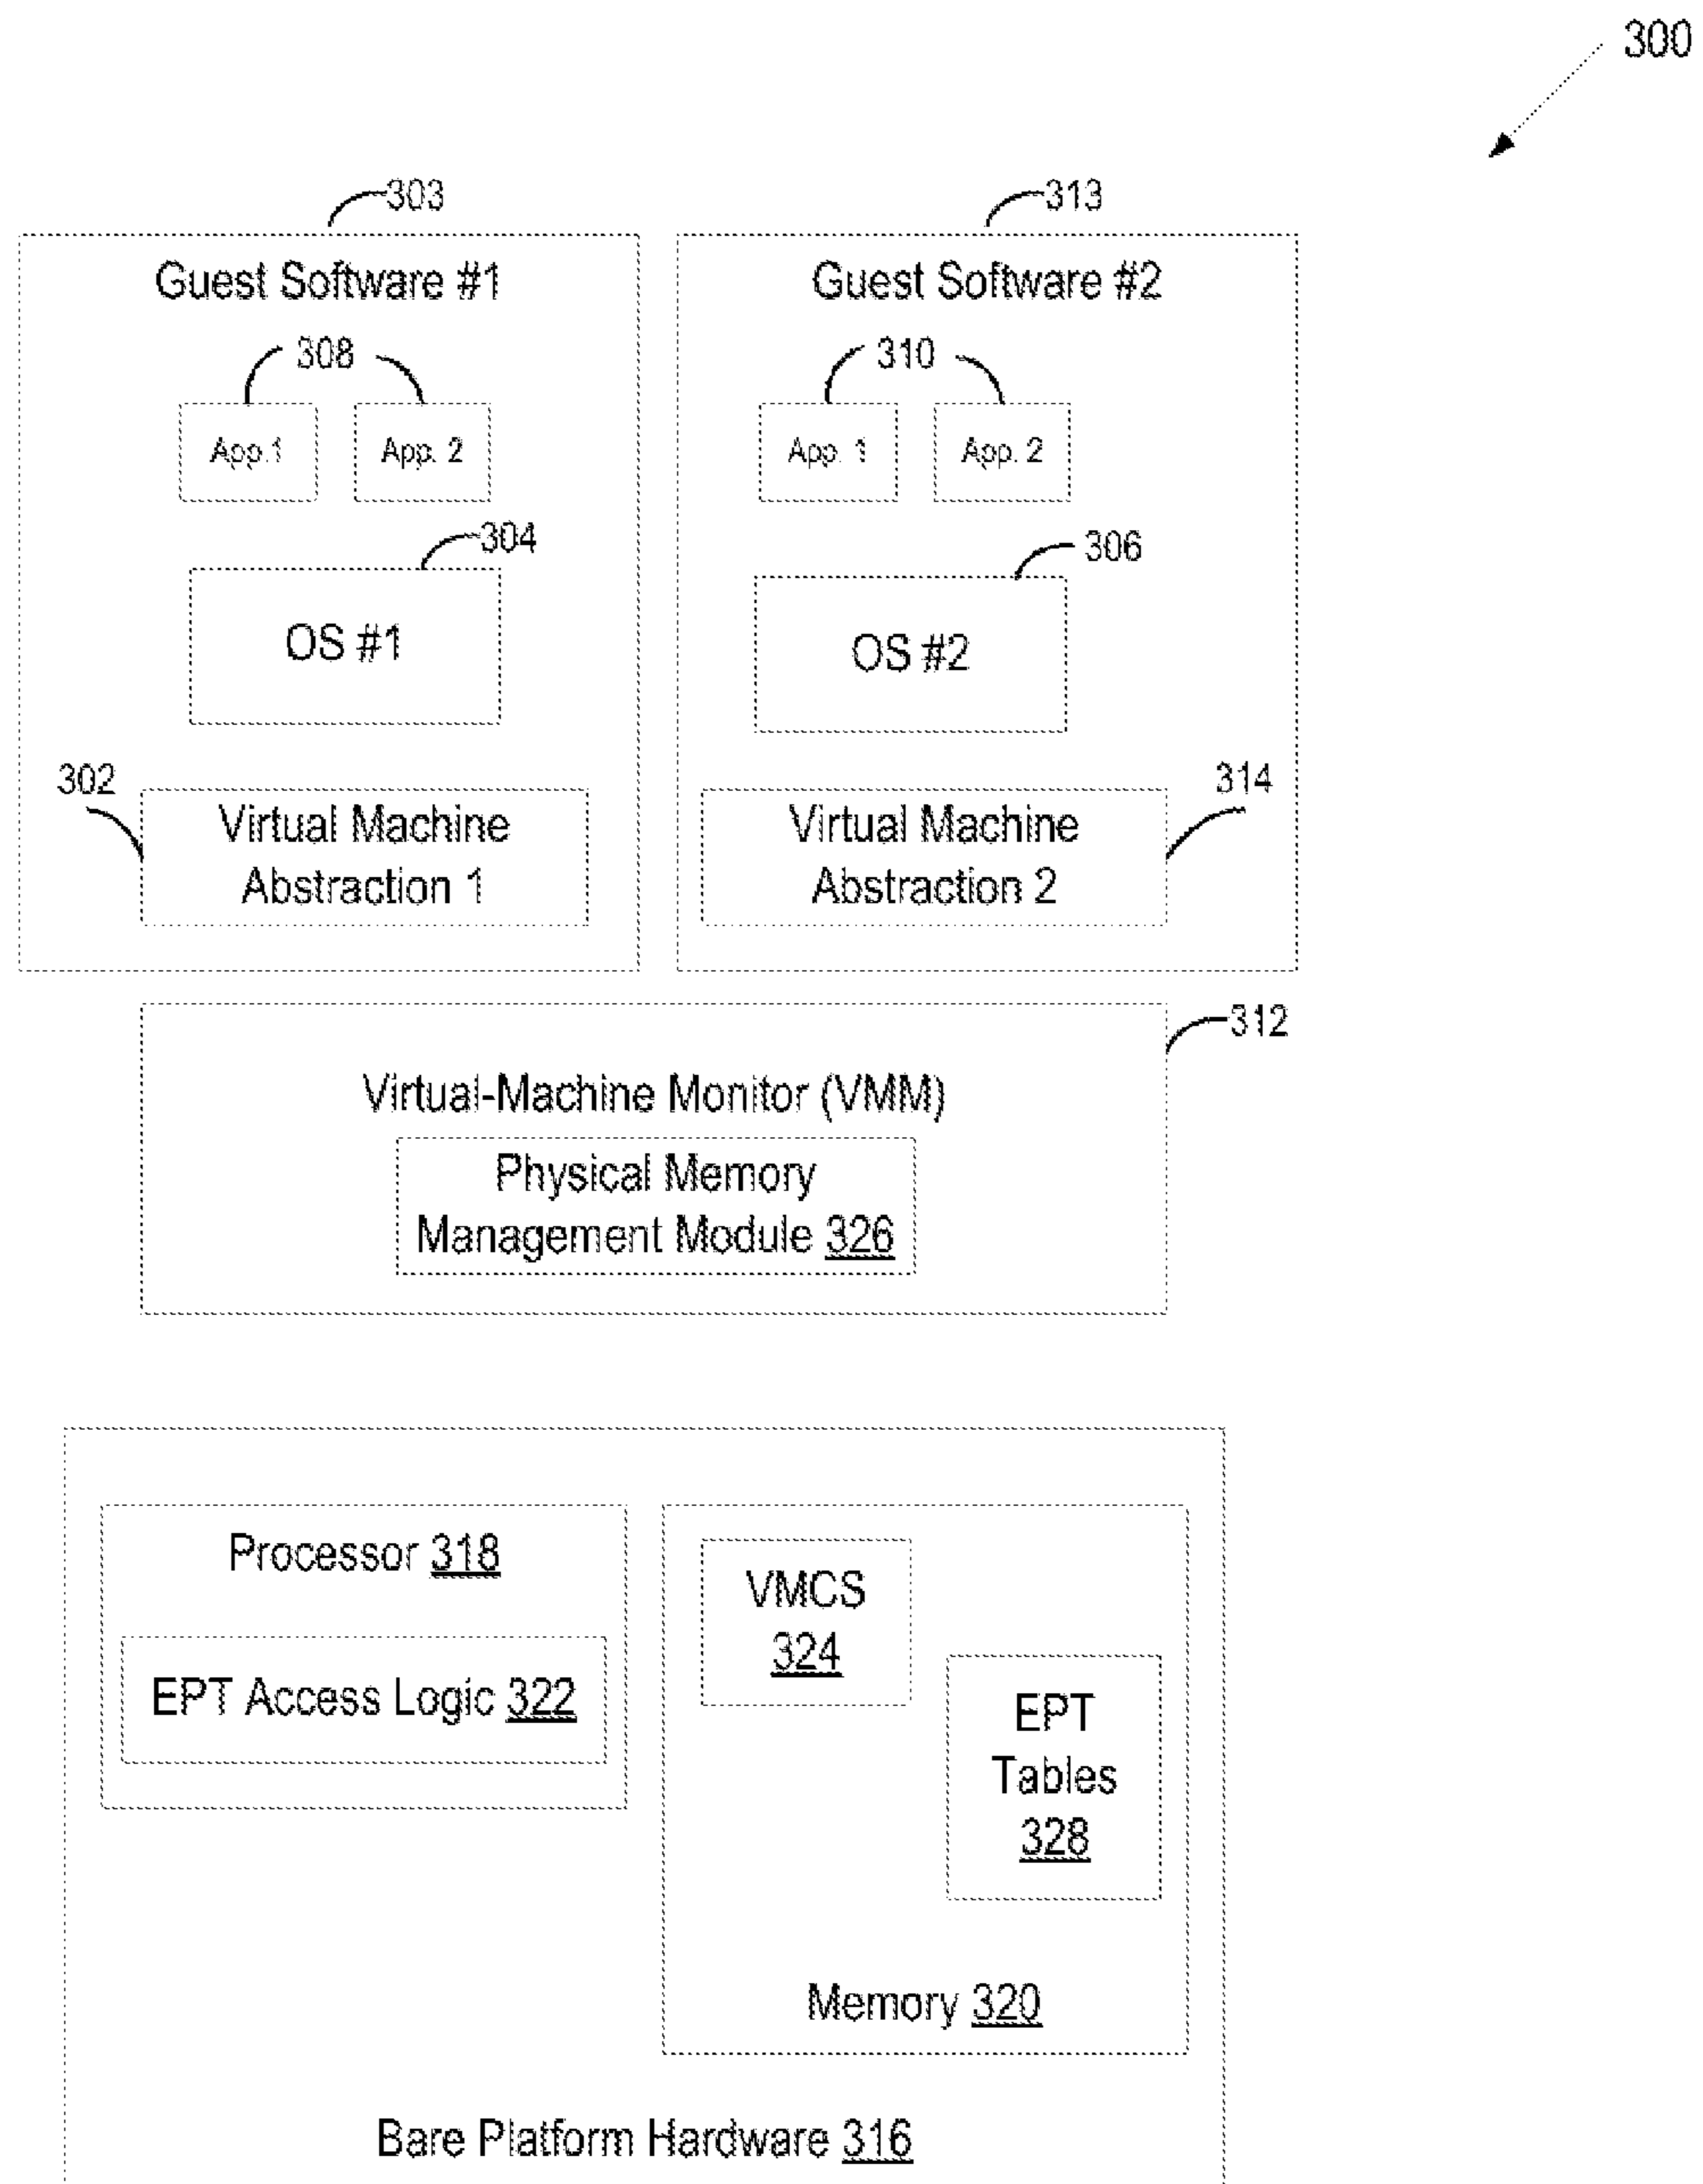 300
303
313
Guest Software #1
Guest Software #2
308
310
App.1
App. 2
App. 1
App. 2
304
306
OS #1
OS #2
302
314
Virtual Machine
Abstraction 1
Virtual Machine
Abstraction 2
312
Virtual-Machine Monitor (VMM)
Physical Memory
Management Module 326
Processor 318
EPT Access Logic 322
VMCS
324
EPT
Tables
328
Memory 320
Bare Platform Hardware 316